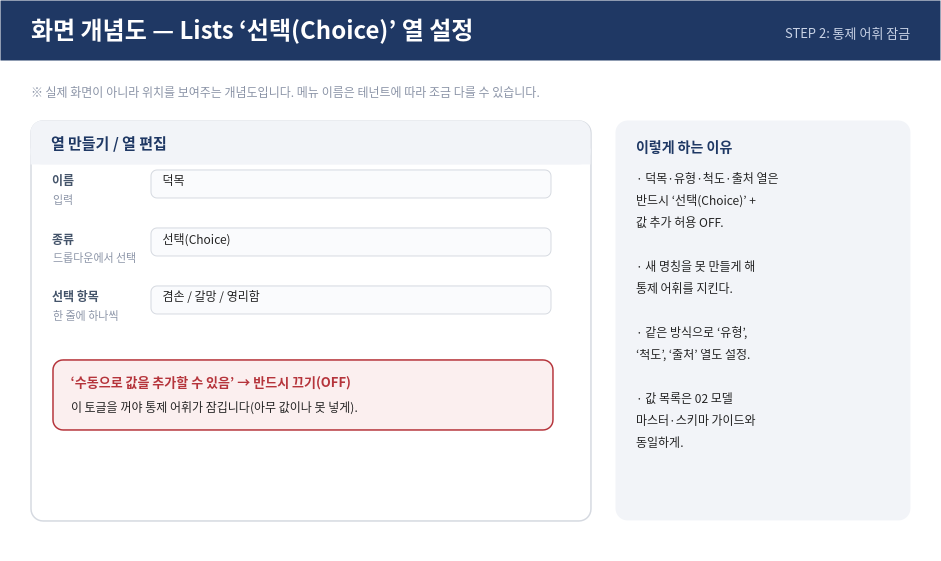 화면 개념도 — Lists ‘선택(Choice)’ 열 설정
STEP 2: 통제 어휘 잠금
※ 실제 화면이 아니라 위치를 보여주는 개념도입니다. 메뉴 이름은 테넌트에 따라 조금 다를 수 있습니다.
열 만들기 / 열 편집
이름
입력
덕목
종류
드롭다운에서 선택
선택(Choice)
선택 항목
한 줄에 하나씩
겸손 / 갈망 / 영리함
‘수동으로 값을 추가할 수 있음’ → 반드시 끄기(OFF)
이 토글을 꺼야 통제 어휘가 잠깁니다(아무 값이나 못 넣게).
이렇게 하는 이유
· 덕목·유형·척도·출처 열은
반드시 ‘선택(Choice)’ +
값 추가 허용 OFF.
· 새 명칭을 못 만들게 해
통제 어휘를 지킨다.
· 같은 방식으로 ‘유형’,
‘척도’, ‘출처’ 열도 설정.
· 값 목록은 02 모델
마스터·스키마 가이드와
동일하게.